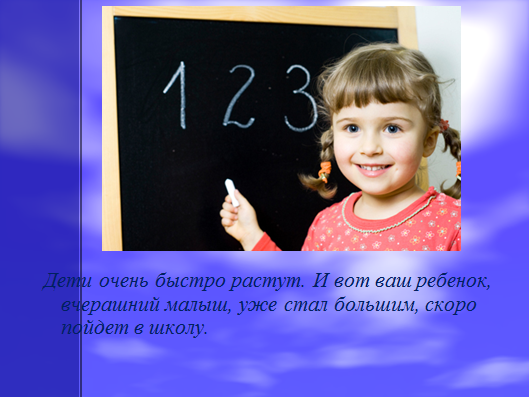 1 2 3
Дети очень быстро растут. И вот ваш ребенок,
вчерашний малыш, уже стал большим, скоро
пойдет в школу.